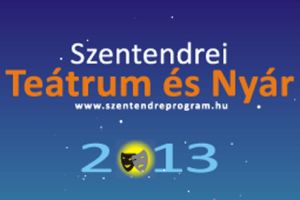 Szentendrei
Teátrum és Nyár
www.szentendreprogram.hu
2013